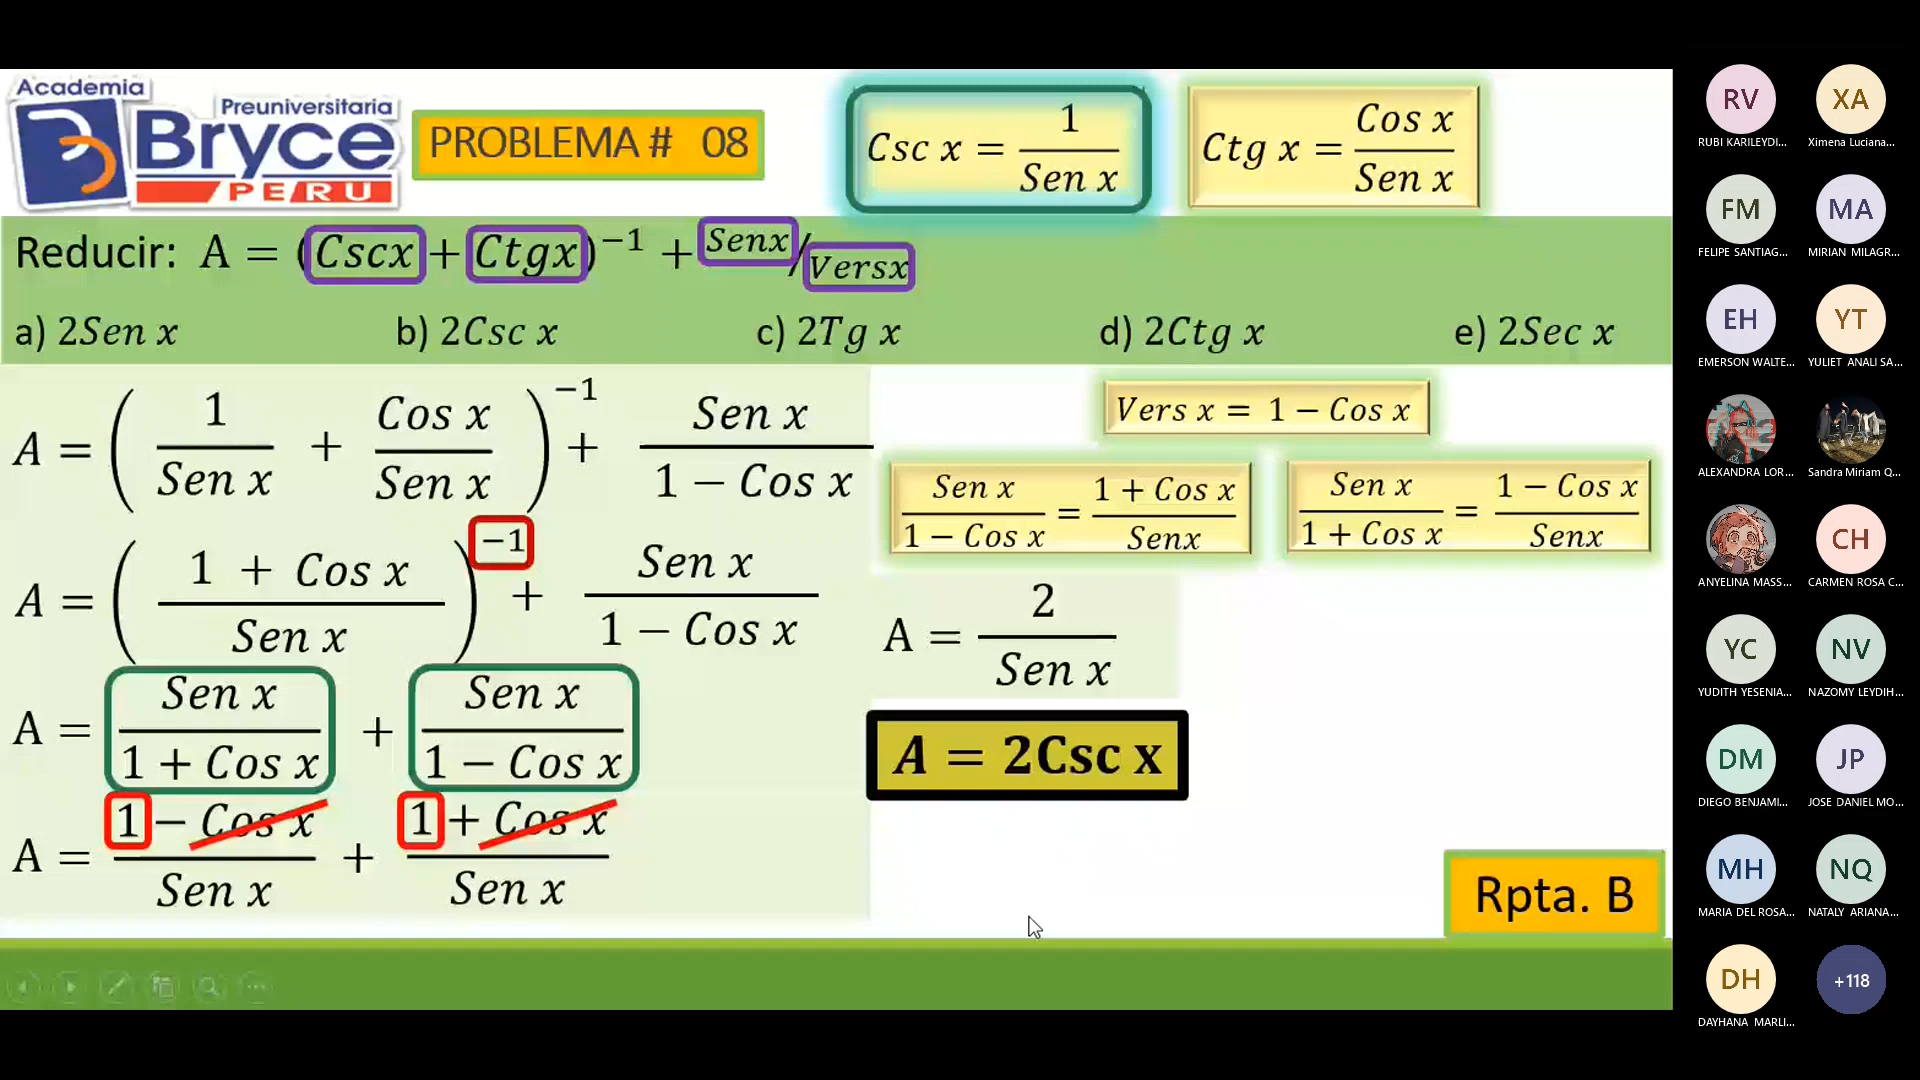 Academia
Preuniversitaria
Bryce
PERU
PROBLEMA # 08
Csc x = 1 / Sen x
Ctg x = Cos x / Sen x
Reducir: A = (Cscx + Ctgx)⁻¹ + Senx/Versx
a) 2Sen x b) 2Csc x c) 2Tg x d) 2Ctg x e) 2Sec x
A = ( 1 / Sen x + Cos x / Sen x )⁻¹ + Sen x / 1 − Cos x
A = ( 1 + Cos x / Sen x )⁻¹ + Sen x / 1 − Cos x
A = Sen x / 1 + Cos x + Sen x / 1 − Cos x
A = 1 − Cos x / Sen x + 1 + Cos x / Sen x
Vers x = 1 − Cos x
Sen x / 1 − Cos x = 1 + Cos x / Senx
Sen x / 1 + Cos x = 1 − Cos x / Senx
A = 2 / Sen x
A = 2Csc x
Rpta. B
RV
RUBI KARILEYDI...
XA
Ximena Luciana...
FM
FELIPE SANTIAG...
MA
MIRIAN MILAGR...
EH
EMERSON WALTE...
YT
YULIET ANALI SA...
ALEXANDRA LOR...
Sandra Miriam Q...
ANYELINA MASS...
CH
CARMEN ROSA C...
YC
YUDITH YESENIA...
NV
NAZOMY LEYDIH...
DM
DIEGO BENJAMI...
JP
JOSE DANIEL MO...
MH
MARIA DEL ROSA...
NQ
NATALY ARIANA...
DH
DAYHANA MARLI...
+118